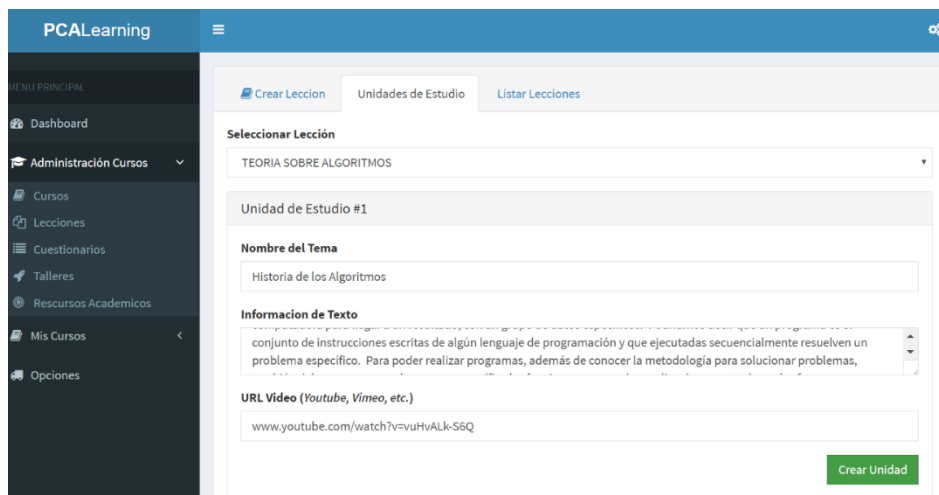 PCALearning
MENU PRINCIPAL
Dashboard
Administración Cursos
Cursos
Lecciones
Cuestionarios
Talleres
Rescursos Academicos
Mis Cursos
Opciones
Crear Leccion
Unidades de Estudio
Listar Lecciones
Seleccionar Lección
TEORIA SOBRE ALGORITMOS
Unidad de Estudio #1
Nombre del Tema
Historia de los Algoritmos
Informacion de Texto
conjunto de instrucciones escritas de algún lenguaje de programación y que ejecutadas secuencialmente resuelven un
problema específico. Para poder realizar programas, además de conocer la metodología para solucionar problemas,
URL Video (Youtube, Vimeo, etc.)
www.youtube.com/watch?v=vuHvALk-S6Q
Crear Unidad